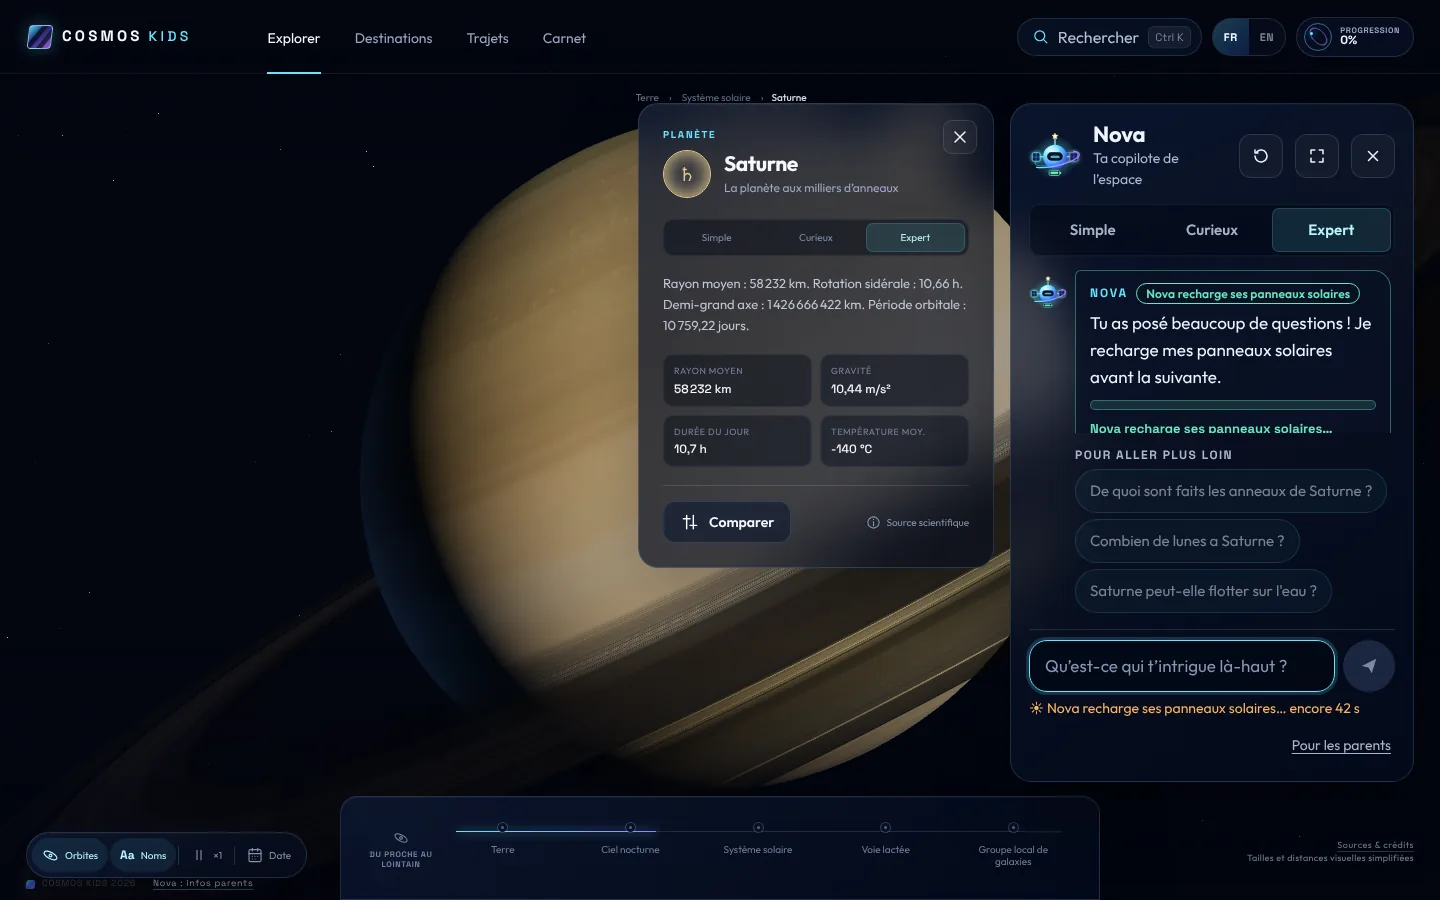 COSMOS KIDS
Explorer
Destinations
Trajets
Carnet
Rechercher Ctrl K
FR EN
PROGRESSION
0%
Terre › Système solaire › Saturne
PLANÈTE
♄
Saturne
La planète aux milliers d'anneaux
Simple Curieux Expert
Rayon moyen : 58 232 km. Rotation sidérale : 10,66 h.
Demi-grand axe : 1 426 666 422 km. Période orbitale :
10 759,22 jours.
RAYON MOYEN
58 232 km
GRAVITÉ
10,44 m/s²
DURÉE DU JOUR
10,7 h
TEMPÉRATURE MOY.
-140 °C
Comparer
Source scientifique
Nova
Ta copilote de
l'espace
Simple Curieux Expert
NOVA Nova recharge ses panneaux solaires
Tu as posé beaucoup de questions ! Je
recharge mes panneaux solaires
avant la suivante.
Nova recharge ses panneaux solaires…
POUR ALLER PLUS LOIN
De quoi sont faits les anneaux de Saturne ?
Combien de lunes a Saturne ?
Saturne peut-elle flotter sur l'eau ?
Qu'est-ce qui t'intrigue là-haut ?
☀ Nova recharge ses panneaux solaires… encore 42 s
Pour les parents
DU PROCHE AU
LOINTAIN
Terre
Ciel nocturne
Système solaire
Voie lactée
Groupe local de
galaxies
Orbites
Aa Noms
×1
Date
COSMOS KIDS 2026
Nova : infos parents
Sources & crédits
Tailles et distances visuelles simplifiées